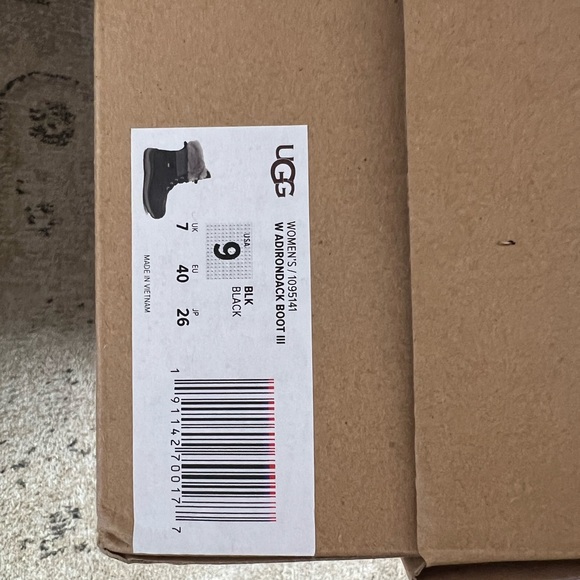 UGG
WOMEN'S / 1095141
W ADIRONDACK BOOT III
USA
9
BLK
BLACK
UK EU JP
7 40 26
MADE IN VIETNAM
1 91142 70017 7